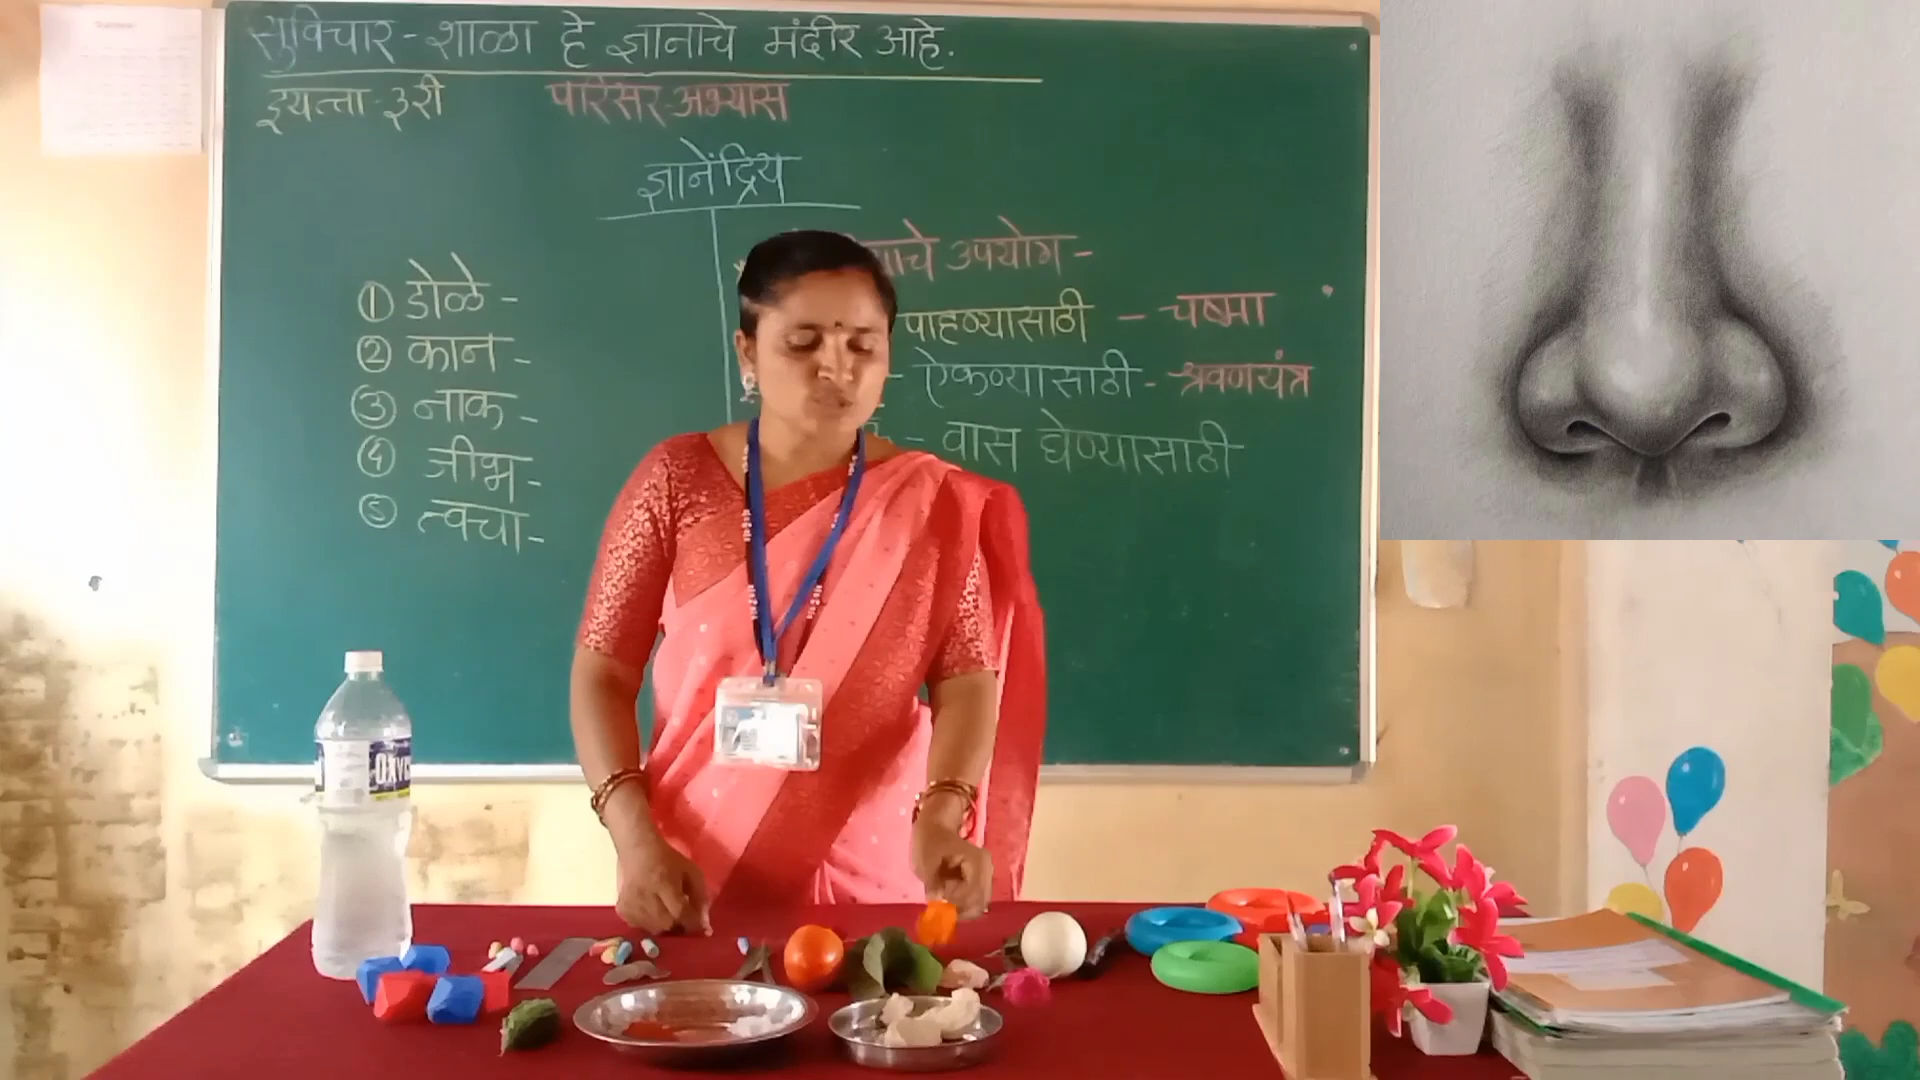 सुविचार - शाळा हे ज्ञानाचे मंदीर आहे.
इयत्ता - ३री परिसर-अभ्यास
ज्ञानेंद्रिय
① डोळे -
② कान -
③ नाक -
④ जीभ -
⑤ त्वचा -
उपयोग -
पाहण्यासाठी - चष्मा
- ऐकण्यासाठी - श्रवणयंत्र
- वास घेण्यासाठी